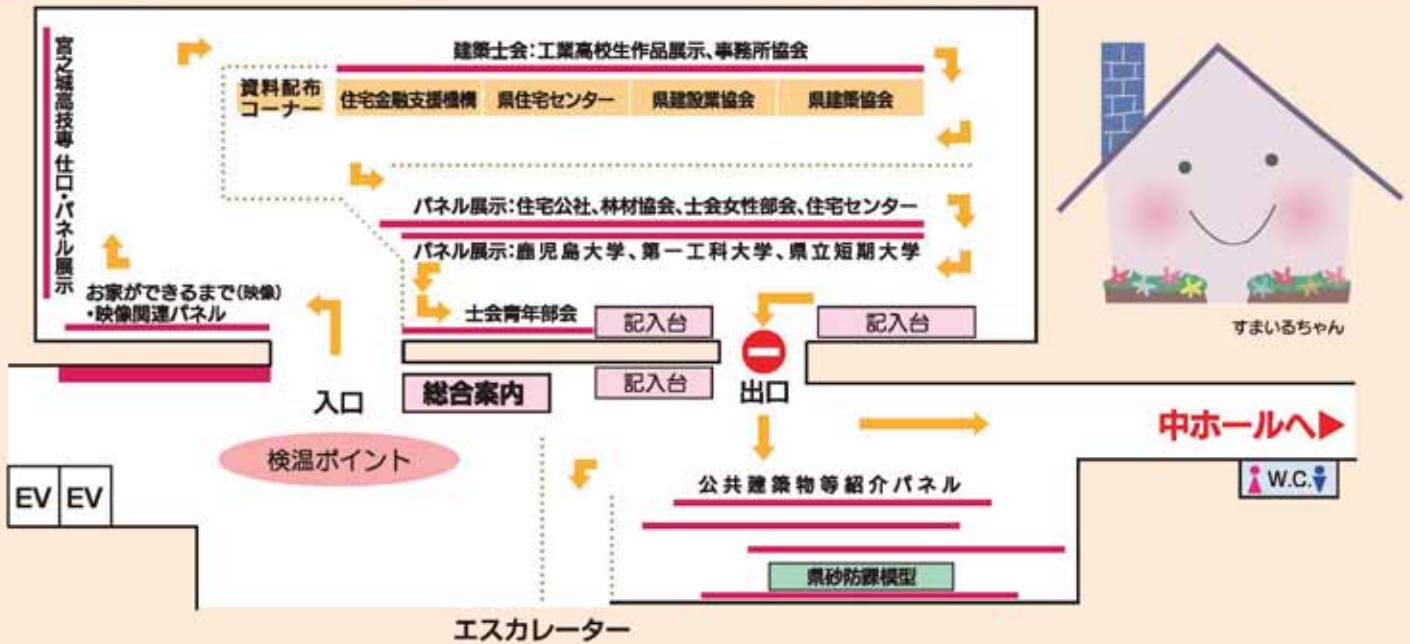 建築士会：工業高校生作品展示、事務所協会
宮之城高技専 仕口・パネル展示
資料配布
コーナー
住宅金融支援機構
県住宅センター
県建設業協会
県建築協会
パネル展示：住宅公社、林材協会、士会女性部会、住宅センター
パネル展示：鹿児島大学、第一工科大学、県立短期大学
お家ができるまで（映像）
・映像関連パネル
士会青年部会
記入台
記入台
すまいるちゃん
入口
総合案内
記入台
出口
中ホールへ▶
検温ポイント
EV
EV
公共建築物等紹介パネル
W.C.
県砂防課模型
エスカレーター